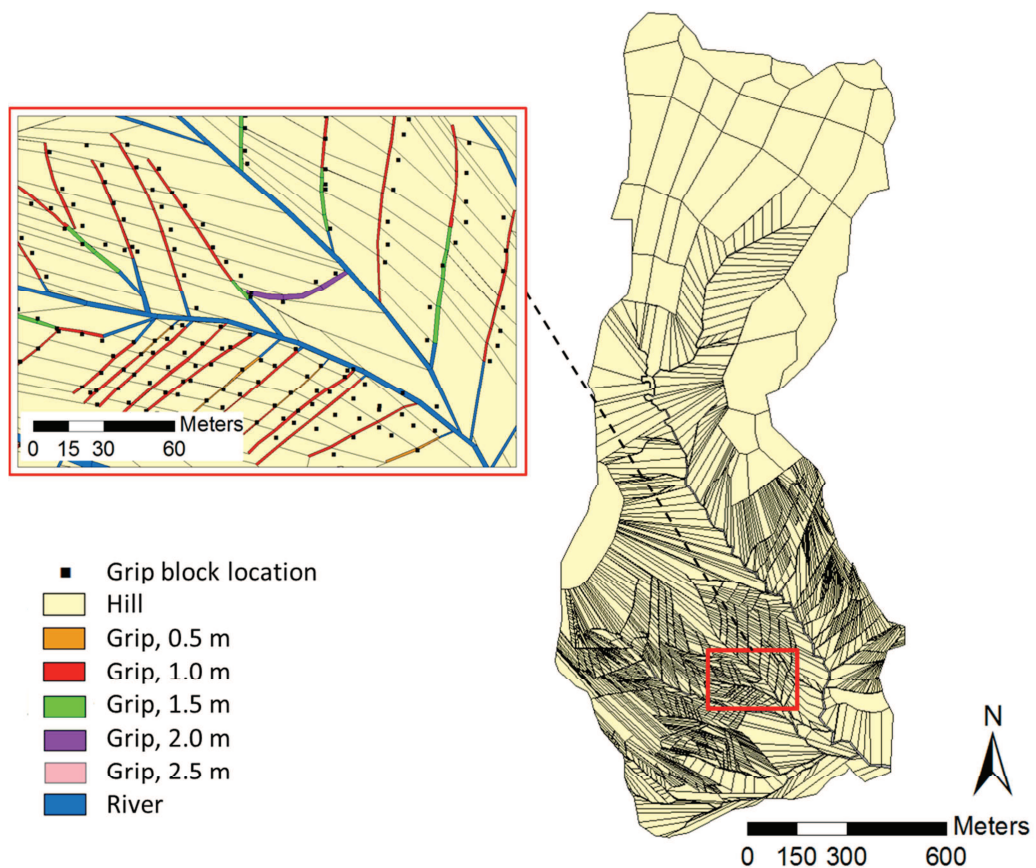 Meters
0 15 30 60
Grip block location
Hill
Grip, 0.5 m
Grip, 1.0 m
Grip, 1.5 m
Grip, 2.0 m
Grip, 2.5 m
River
N
Meters
0 150 300 600